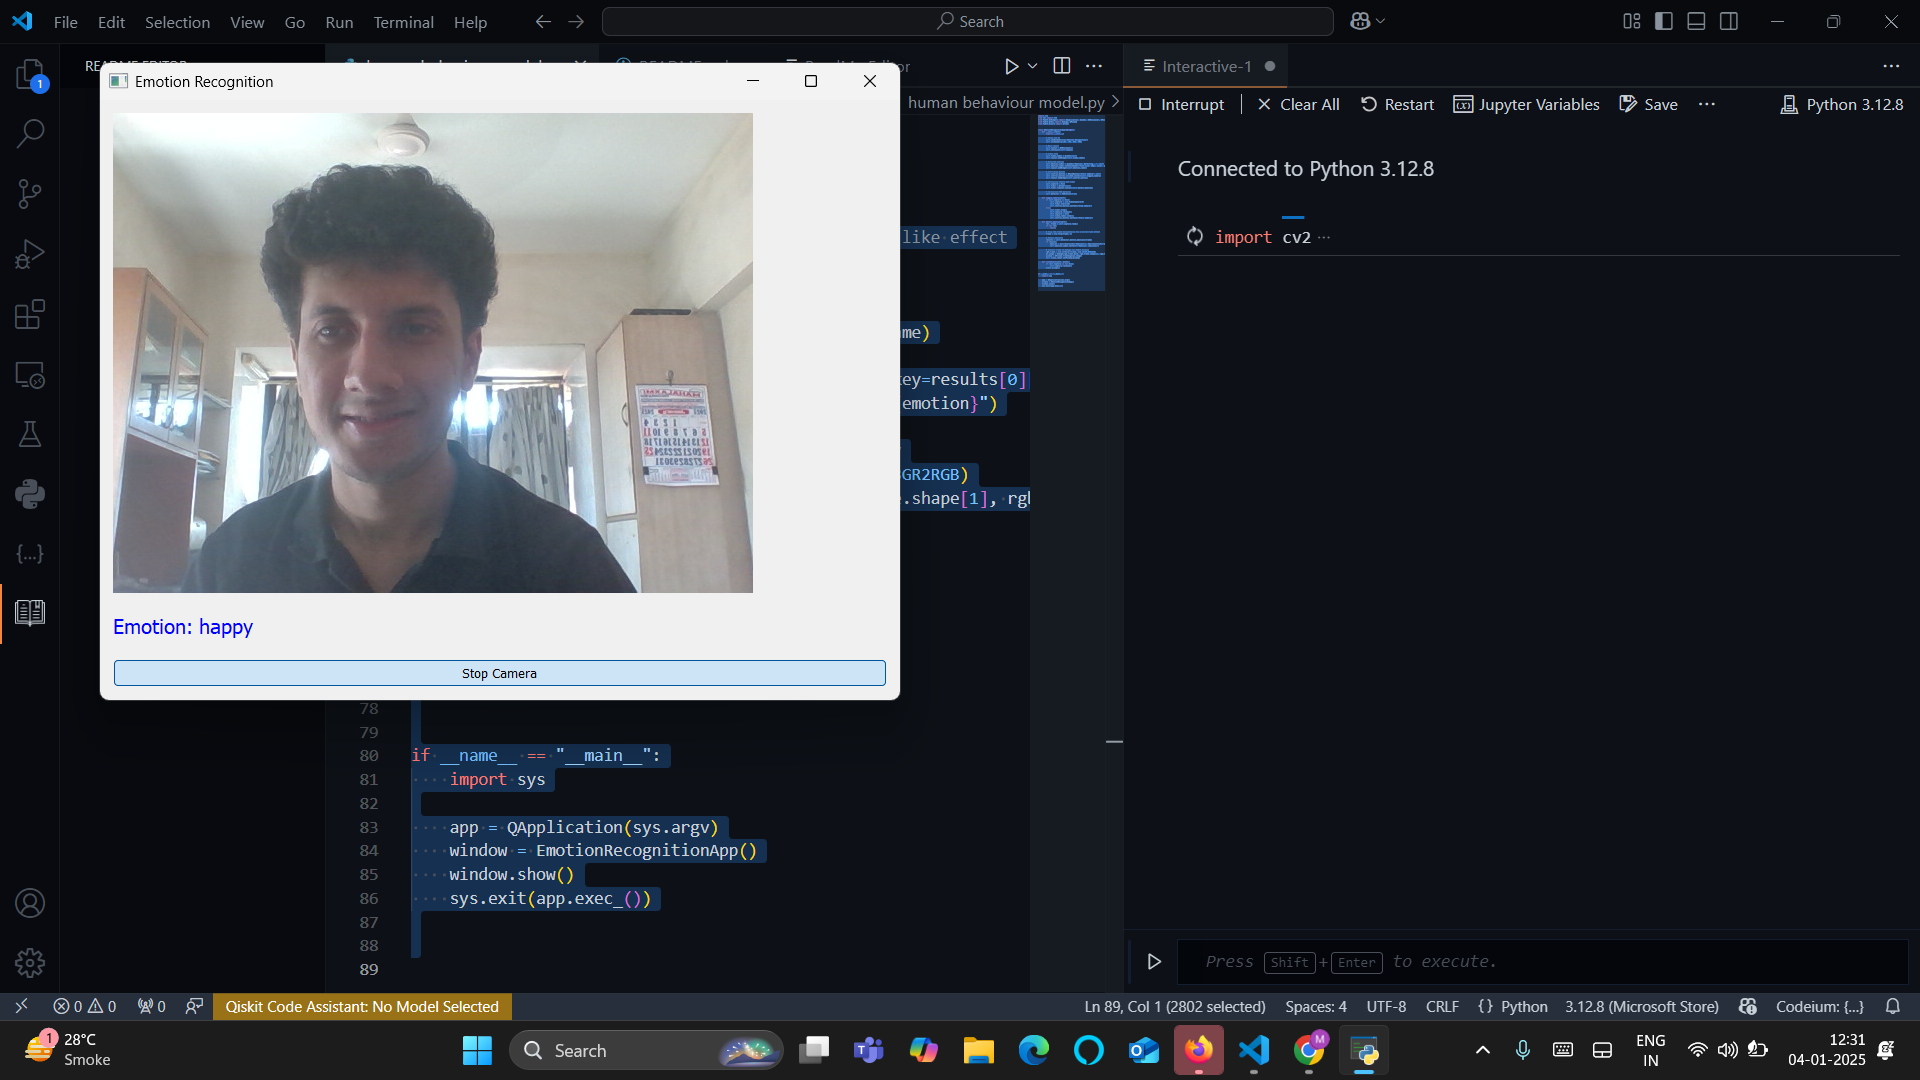 File Edit Selection View Go Run Terminal Help
Search
Emotion Recognition
Emotion: happy
Stop Camera
human behaviour model.py
like effect
me)
key=results[0]
emotion}")
BGR2RGB)
.shape[1], rgb
78
79
80 if __name__ == "__main__":
81 import sys
82
83 app = QApplication(sys.argv)
84 window = EmotionRecognitionApp()
85 window.show()
86 sys.exit(app.exec_())
87
88
89
Interactive-1
Interrupt Clear All Restart Jupyter Variables Save Python 3.12.8
Connected to Python 3.12.8
import cv2 ...
Press Shift + Enter to execute.
0 0 0 Qiskit Code Assistant: No Model Selected
Ln 89, Col 1 (2802 selected) Spaces: 4 UTF-8 CRLF {} Python 3.12.8 (Microsoft Store) Codeium: {...}
1 28°C
Smoke
Search
ENG
IN
12:31
04-01-2025